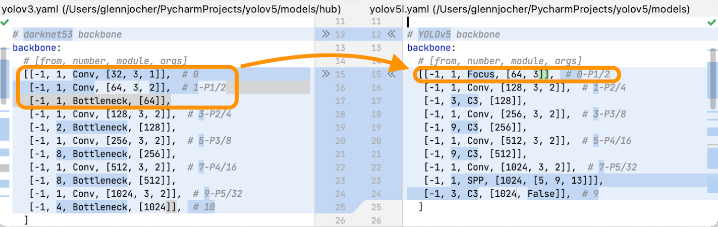 yolov3.yaml (/Users/glennjocher/PycharmProjects/yolov5/models/hub)
11
# darknet53 backbone
12
backbone:
13
# [from, number, module, args]
14
[[-1, 1, Conv, [32, 3, 1]], # 0
15
[-1, 1, Conv, [64, 3, 2]], # 1-P1/2
16
[-1, 1, Bottleneck, [64]],
17
[-1, 1, Conv, [128, 3, 2]], # 3-P2/4
18
[-1, 2, Bottleneck, [128]],
19
[-1, 1, Conv, [256, 3, 2]], # 5-P3/8
20
[-1, 8, Bottleneck, [256]],
21
[-1, 1, Conv, [512, 3, 2]], # 7-P4/16
22
[-1, 8, Bottleneck, [512]],
23
[-1, 1, Conv, [1024, 3, 2]], # 9-P5/32
24
[-1, 4, Bottleneck, [1024]], # 10
25
]
26
yolov5l.yaml (/Users/glennjocher/PycharmProjects/yolov5/models)
11
12
# YOLOv5 backbone
13
backbone:
14
# [from, number, module, args]
15
[[-1, 1, Focus, [64, 3]], # 0-P1/2
16
[-1, 1, Conv, [128, 3, 2]], # 1-P2/4
17
[-1, 3, C3, [128]],
18
[-1, 1, Conv, [256, 3, 2]], # 3-P3/8
19
[-1, 9, C3, [256]],
20
[-1, 1, Conv, [512, 3, 2]], # 5-P4/16
21
[-1, 9, C3, [512]],
22
[-1, 1, Conv, [1024, 3, 2]], # 7-P5/32
23
[-1, 1, SPP, [1024, [5, 9, 13]]],
24
[-1, 3, C3, [1024, False]], # 9
25
]
26